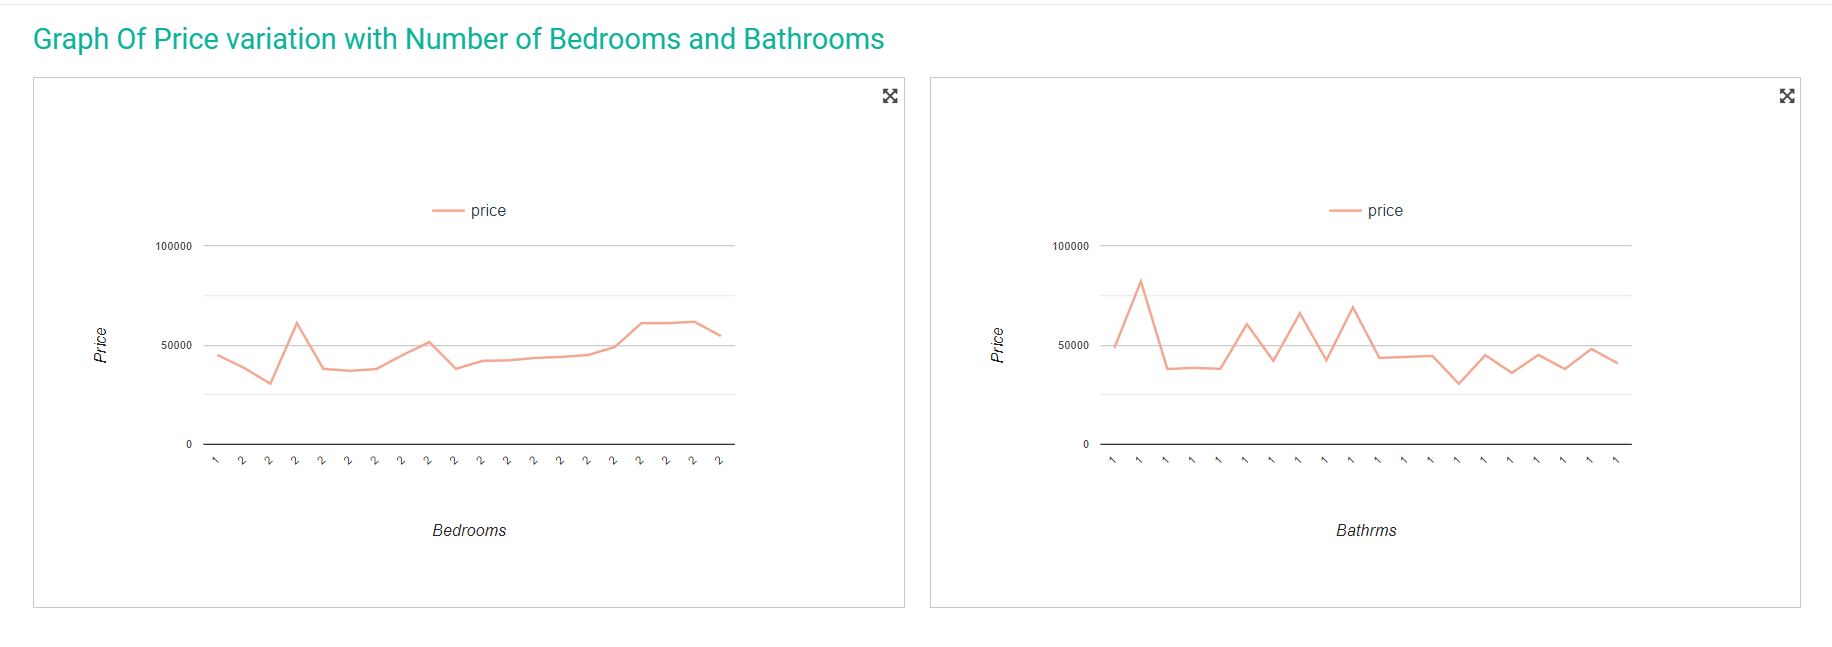 Graph Of Price variation with Number of Bedrooms and Bathrooms
price
100000
50000
0
Price
1 2 2 2 2 2 2 2 2 2 2 2 2 2 2 2 2 2 2 2
Bedrooms
price
100000
50000
0
Price
1 1 1 1 1 1 1 1 1 1 1 1 1 1 1 1 1 1 1 1
Bathrms